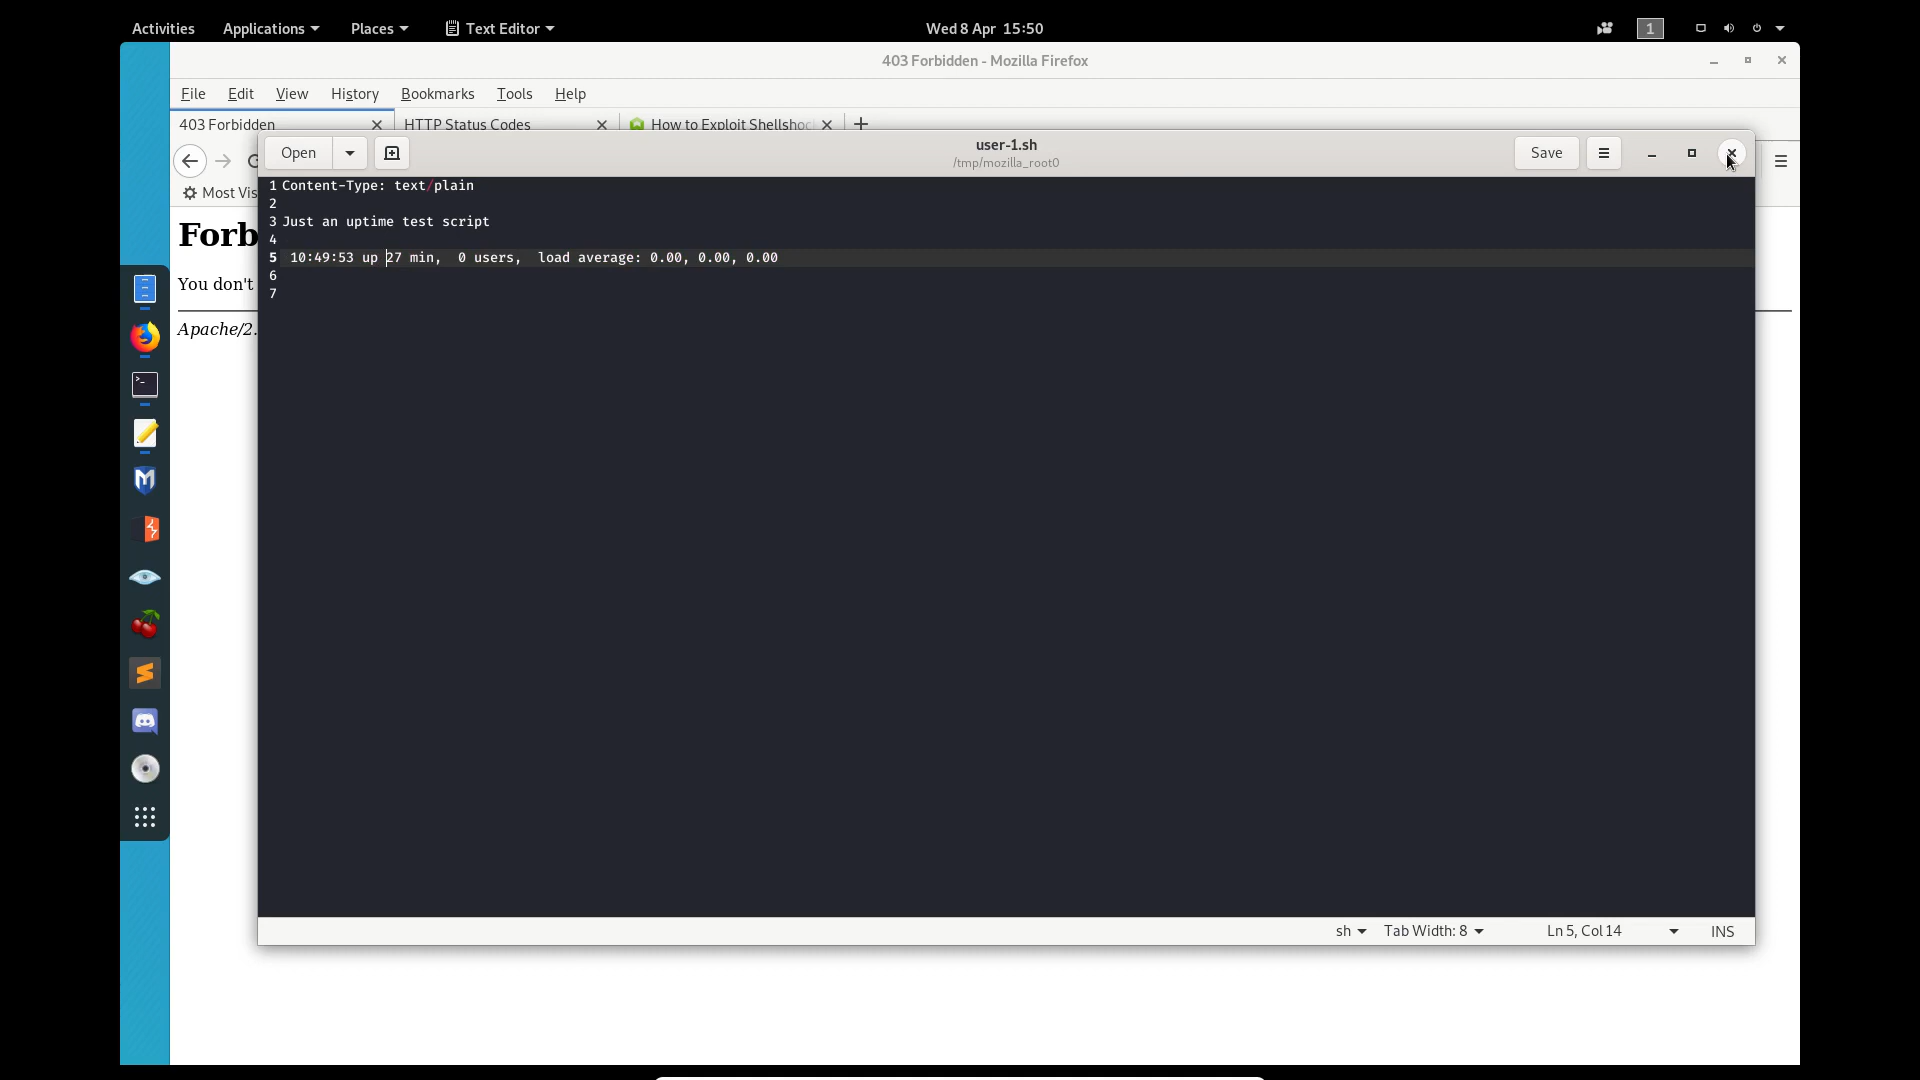 Activities Applications Places Text Editor Wed 8 Apr 15:50 1
403 Forbidden - Mozilla Firefox
File Edit View History Bookmarks Tools Help
403 Forbidden HTTP Status Codes How to Exploit Shellshoc
Open user-1.sh Save
/tmp/mozilla_root0
Most Vis
1 Content-Type: text/plain
2
3 Just an uptime test script
4
5 10:49:53 up 27 min, 0 users, load average: 0.00, 0.00, 0.00
6
7
Forb
You don't
Apache/2.
sh Tab Width: 8 Ln 5, Col 14 INS